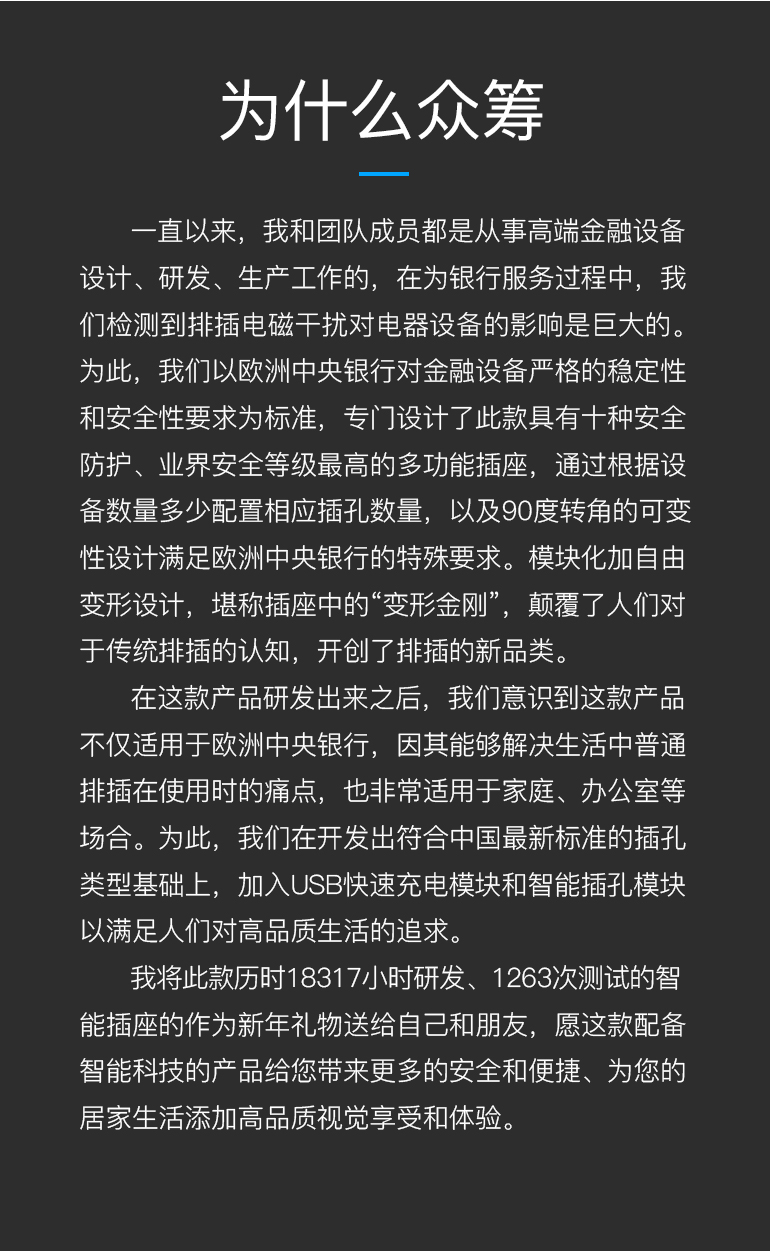 为什么众筹
一直以来，我和团队成员都是从事高端金融设备
设计、研发、生产工作的，在为银行服务过程中，我
们检测到排插电磁干扰对电器设备的影响是巨大的。
为此，我们以欧洲中央银行对金融设备严格的稳定性
和安全性要求为标准，专门设计了此款具有十种安全
防护、业界安全等级最高的多功能插座，通过根据设
备数量多少配置相应插孔数量，以及90度转角的可变
性设计满足欧洲中央银行的特殊要求。模块化加自由
变形设计，堪称插座中的“变形金刚”，颠覆了人们对
于传统排插的认知，开创了排插的新品类。
在这款产品研发出来之后，我们意识到这款产品
不仅适用于欧洲中央银行，因其能够解决生活中普通
排插在使用时的痛点，也非常适用于家庭、办公室等
场合。为此，我们在开发出符合中国最新标准的插孔
类型基础上，加入USB快速充电模块和智能插孔模块
以满足人们对高品质生活的追求。
我将此款历时18317小时研发、1263次测试的智
能插座的作为新年礼物送给自己和朋友，愿这款配备
智能科技的产品给您带来更多的安全和便捷、为您的
居家生活添加高品质视觉享受和体验。